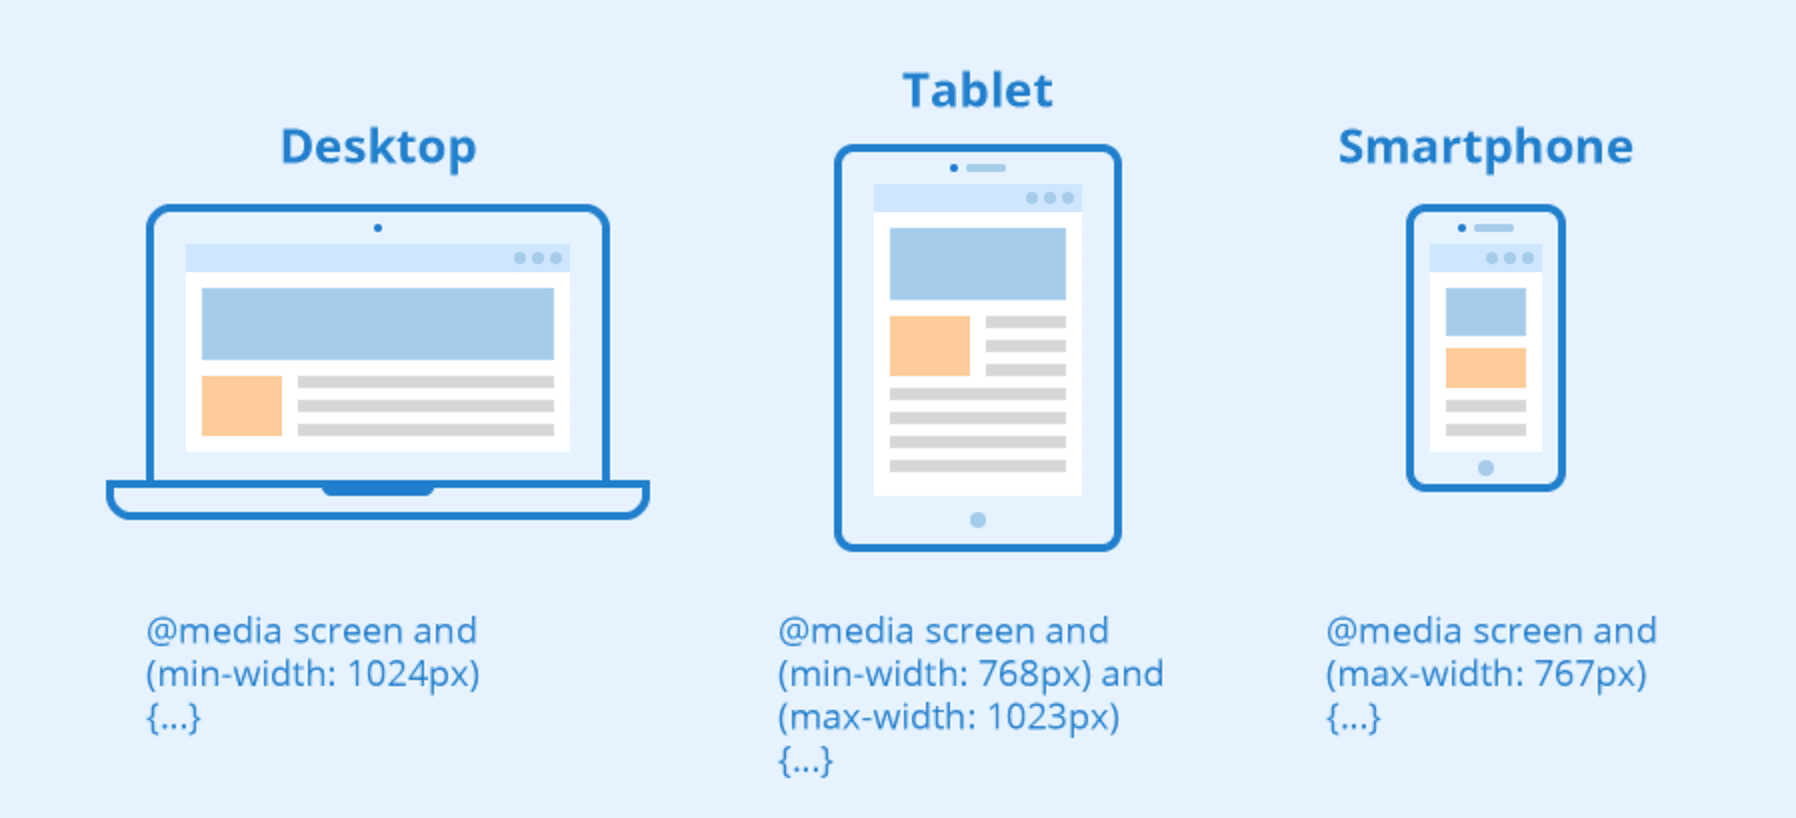 Desktop
@media screen and
(min-width: 1024px)
{...}
Tablet
@media screen and
(min-width: 768px) and
(max-width: 1023px)
{...}
Smartphone
@media screen and
(max-width: 767px)
{...}